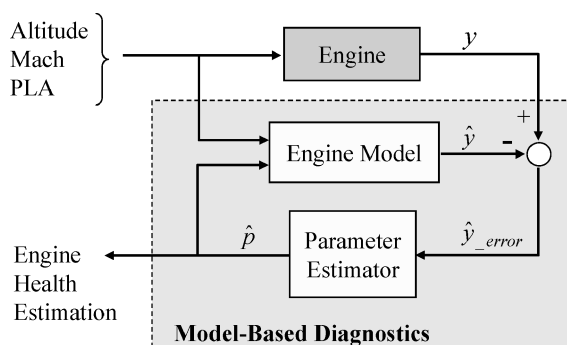 Altitude
Mach
PLA
Engine
y
+
Engine Model
ŷ
-
Engine
Health
Estimation
p̂
Parameter
Estimator
ŷ_error
Model-Based Diagnostics